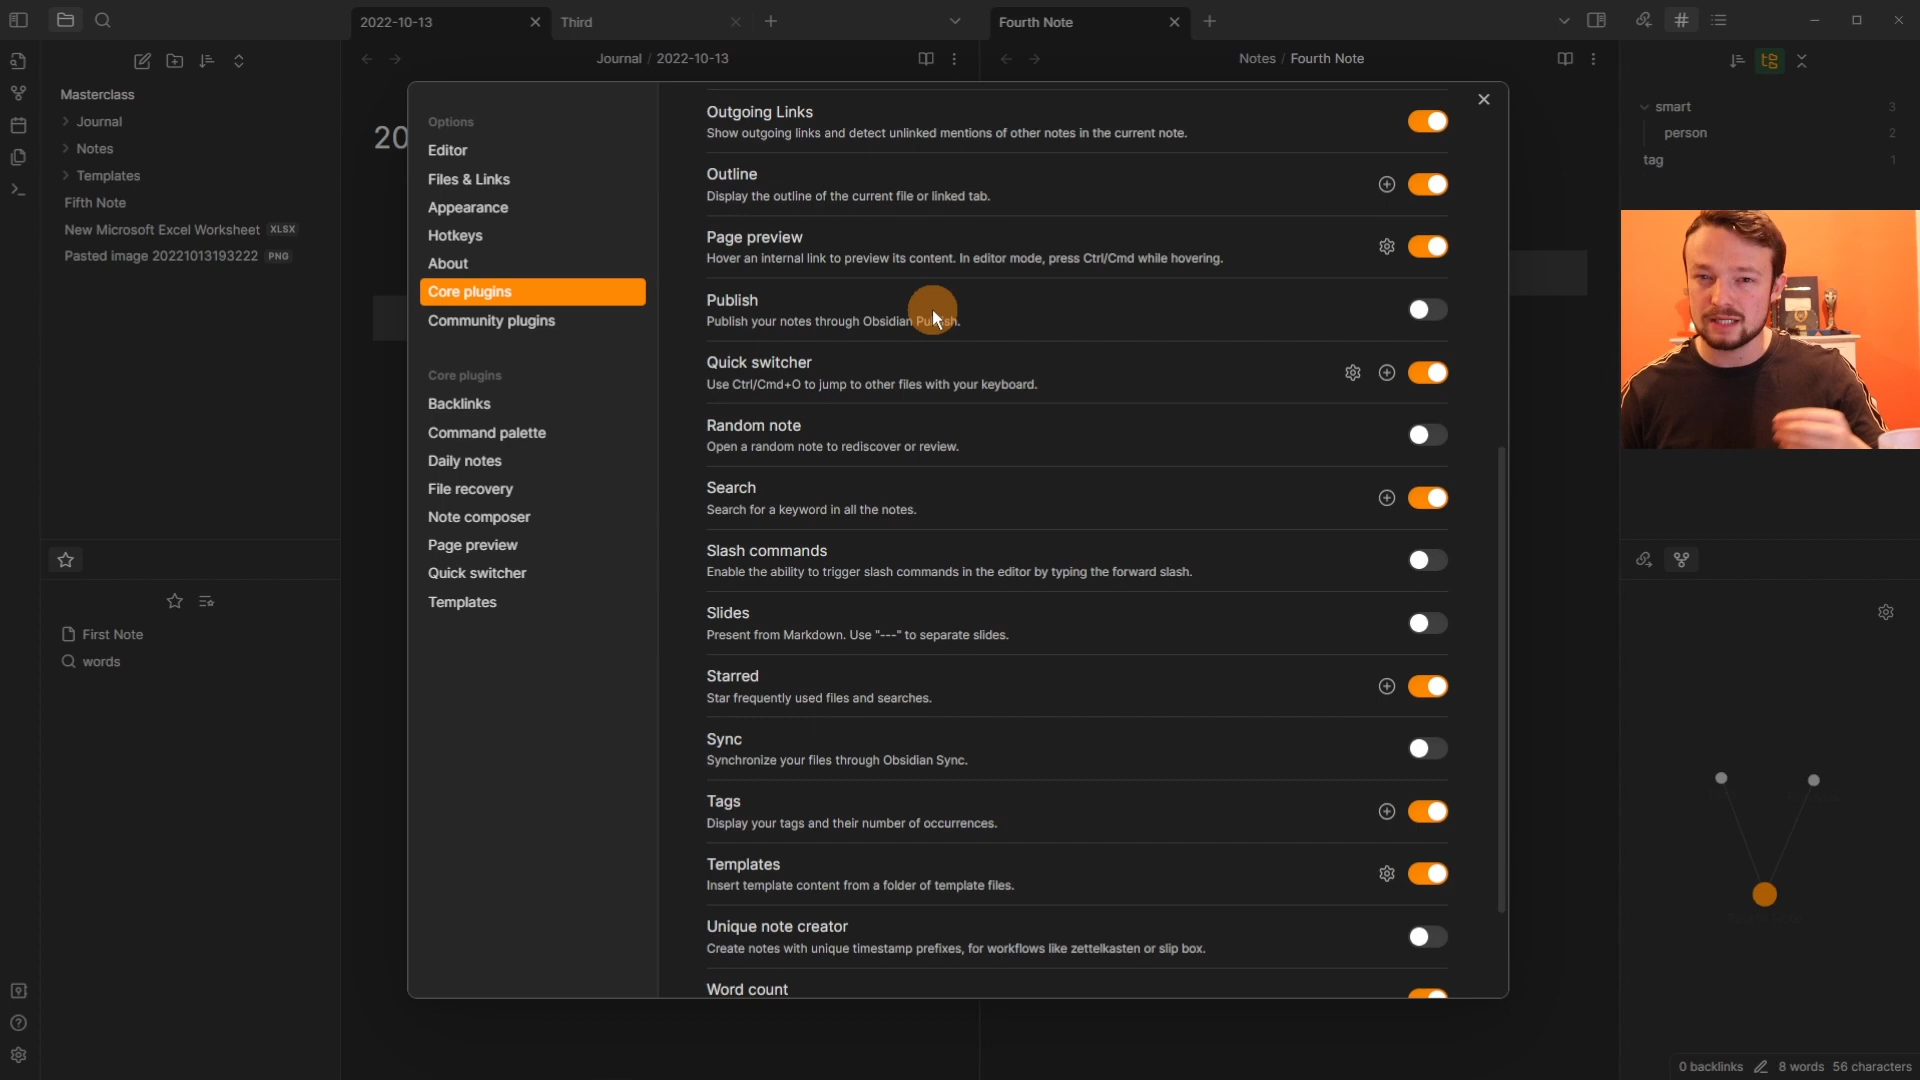 2022-10-13
Third
Fourth Note
Journal / 2022-10-13
Notes / Fourth Note
Masterclass
Journal
Notes
Templates
Fifth Note
New Microsoft Excel Worksheet XLSX
Pasted image 20221013193222 PNG
First Note
words
20
Options
Editor
Files & Links
Appearance
Hotkeys
About
Core plugins
Community plugins
Core plugins
Backlinks
Command palette
Daily notes
File recovery
Note composer
Page preview
Quick switcher
Templates
Outgoing Links
Show outgoing links and detect unlinked mentions of other notes in the current note.
Outline
Display the outline of the current file or linked tab.
Page preview
Hover an internal link to preview its content. In editor mode, press Ctrl/Cmd while hovering.
Publish
Publish your notes through Obsidian Publish.
Quick switcher
Use Ctrl/Cmd+O to jump to other files with your keyboard.
Random note
Open a random note to rediscover or review.
Search
Search for a keyword in all the notes.
Slash commands
Enable the ability to trigger slash commands in the editor by typing the forward slash.
Slides
Present from Markdown. Use "---" to separate slides.
Starred
Star frequently used files and searches.
Sync
Synchronize your files through Obsidian Sync.
Tags
Display your tags and their number of occurrences.
Templates
Insert template content from a folder of template files.
Unique note creator
Create notes with unique timestamp prefixes, for workflows like zettelkasten or slip box.
Word count
smart 3
person 2
tag 1
0 backlinks 8 words 56 characters